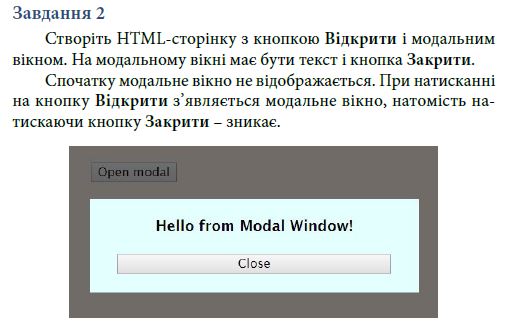 Завдання 2
Створіть HTML-сторінку з кнопкою Відкрити і модальним
вікном. На модальному вікні має бути текст і кнопка Закрити.
Спочатку модальне вікно не відображається. При натисканні
на кнопку Відкрити з’являється модальне вікно, натомість на-
тискаючи кнопку Закрити – зникає.
Open modal
Hello from Modal Window!
Close